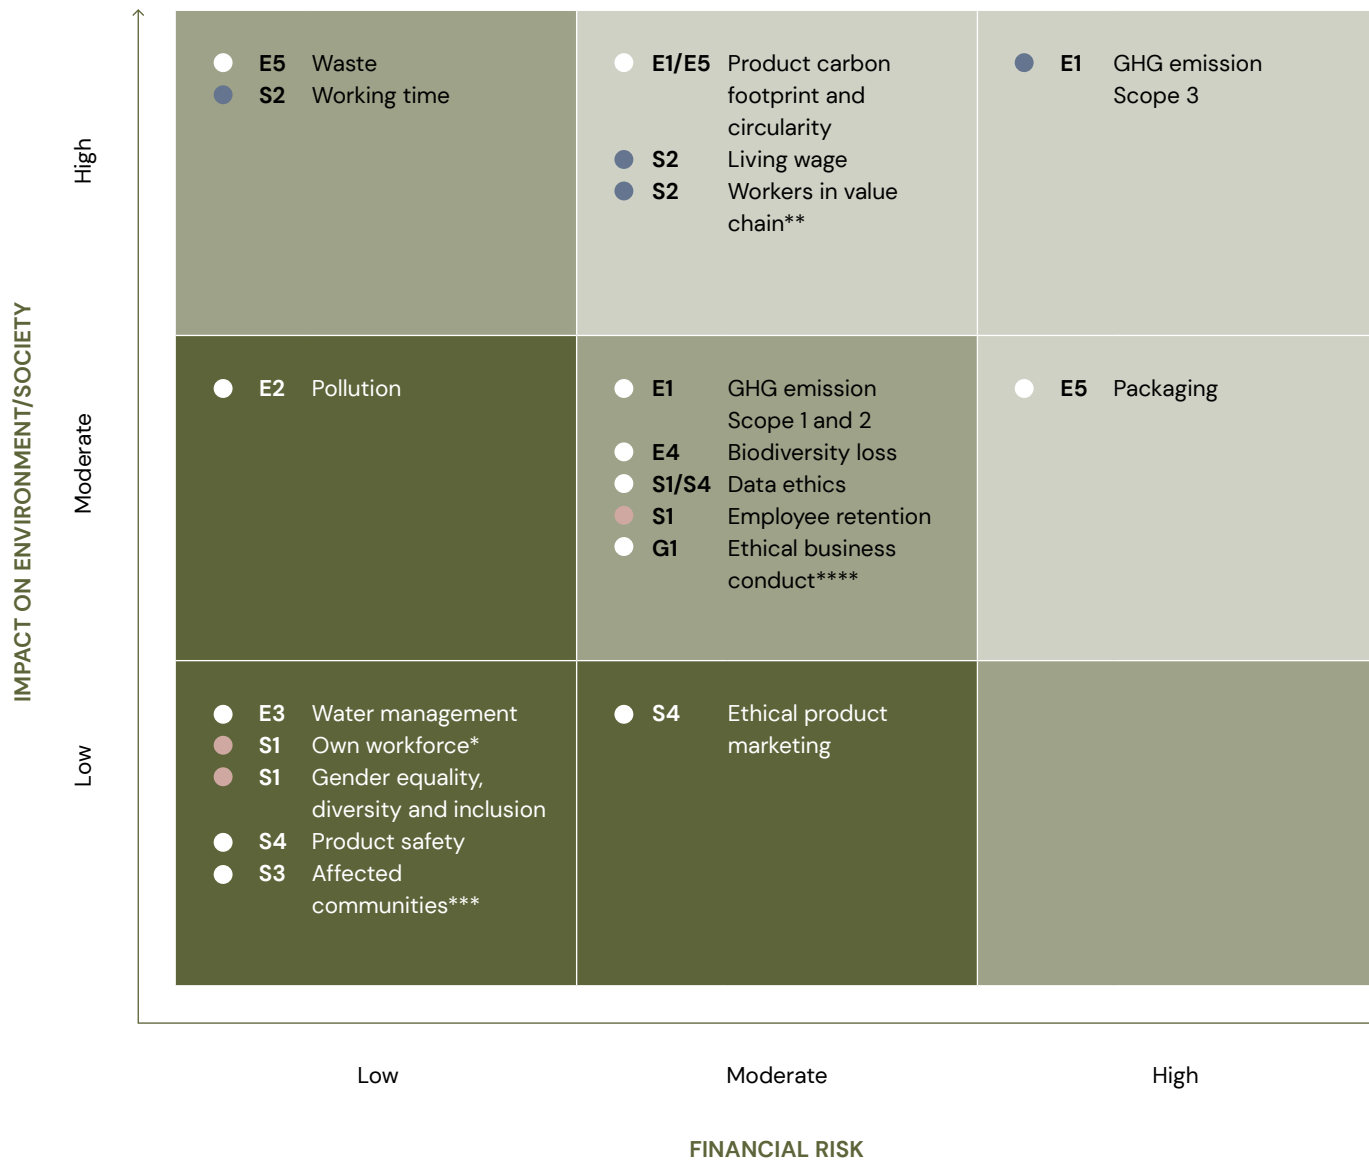 IMPACT ON ENVIRONMENT/SOCIETY
High
E5 Waste
S2 Working time
E1/E5 Product carbon
footprint and
circularity
S2 Living wage
S2 Workers in value
chain**
E1 GHG emission
Scope 3
Moderate
E2 Pollution
E1 GHG emission
Scope 1 and 2
E4 Biodiversity loss
S1/S4 Data ethics
S1 Employee retention
G1 Ethical business
conduct****
E5 Packaging
Low
E3 Water management
S1 Own workforce*
S1 Gender equality,
diversity and inclusion
S4 Product safety
S3 Affected
communities***
S4 Ethical product
marketing
Low
Moderate
High
FINANCIAL RISK